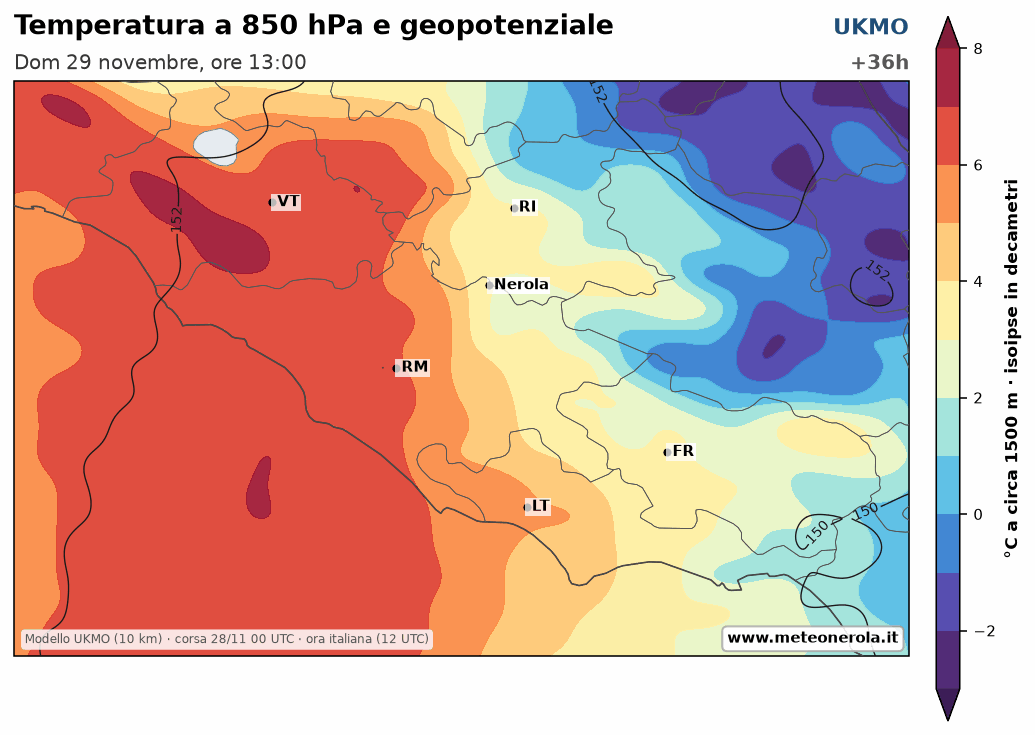 Temperatura a 850 hPa e geopotenziale
UKMO
Dom 29 novembre, ore 13:00
+36h
152
152
152
150
150
VT
RI
Nerola
RM
FR
LT
Modello UKMO (10 km) · corsa 28/11 00 UTC · ora italiana (12 UTC)
www.meteonerola.it
8
6
4
2
0
−2
°C a circa 1500 m · isoipse in decametri